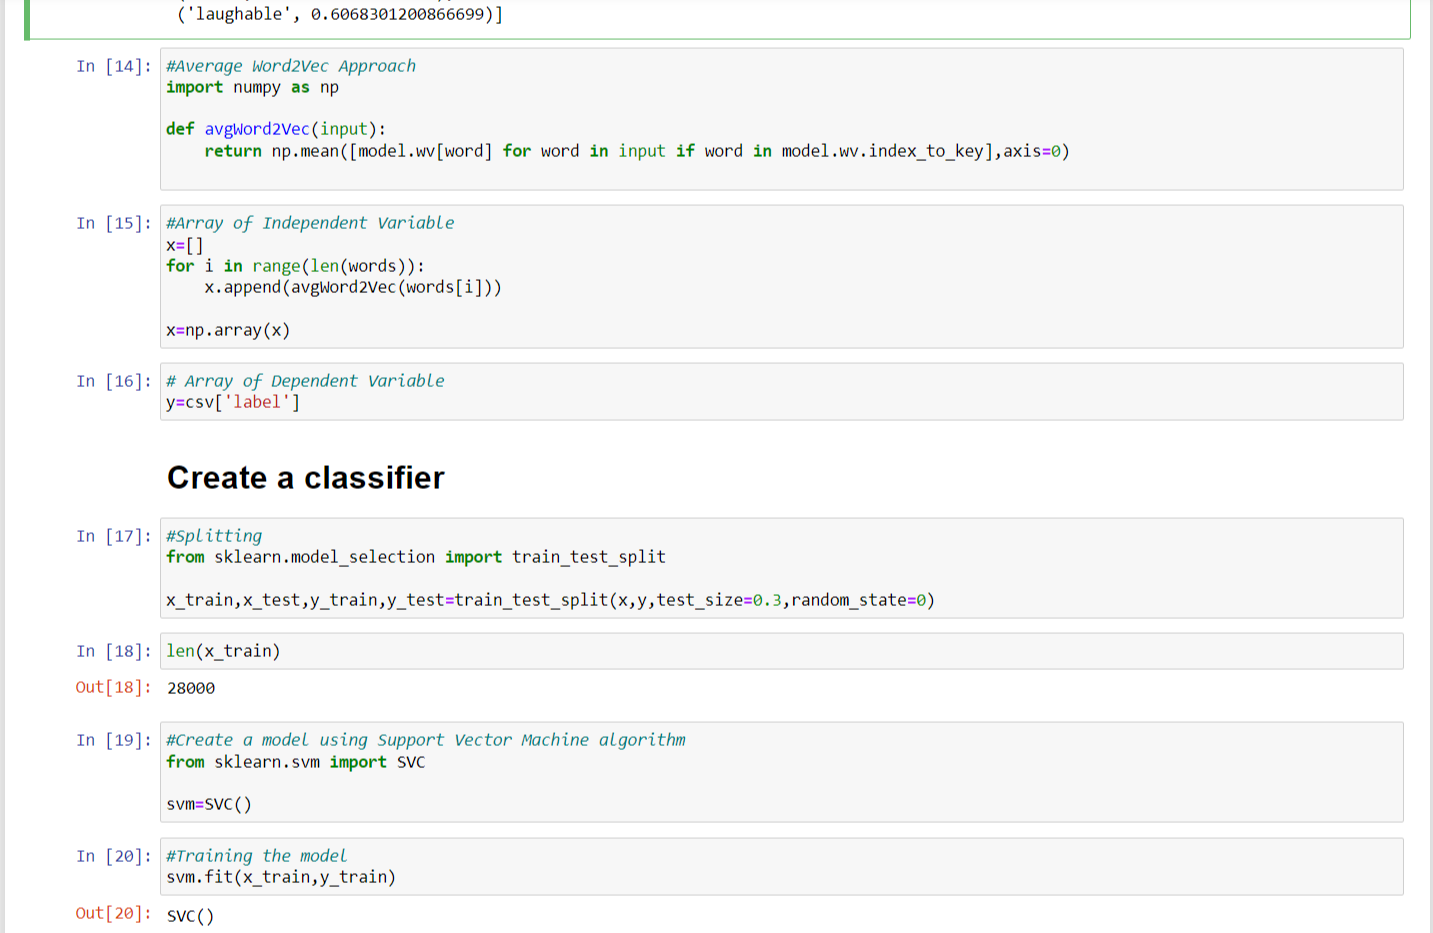 ('laughable', 0.6068301200866699)]
In [14]: #Average Word2Vec Approach
import numpy as np
def avgWord2Vec(input):
    return np.mean([model.wv[word] for word in input if word in model.wv.index_to_key],axis=0)
In [15]: #Array of Independent Variable
x=[]
for i in range(len(words)):
    x.append(avgWord2Vec(words[i]))
x=np.array(x)
In [16]: # Array of Dependent Variable
y=csv['label']
Create a classifier
In [17]: #Splitting
from sklearn.model_selection import train_test_split
x_train,x_test,y_train,y_test=train_test_split(x,y,test_size=0.3,random_state=0)
In [18]: len(x_train)
Out[18]: 28000
In [19]: #Create a model using Support Vector Machine algorithm
from sklearn.svm import SVC
svm=SVC()
In [20]: #Training the model
svm.fit(x_train,y_train)
Out[20]: SVC()